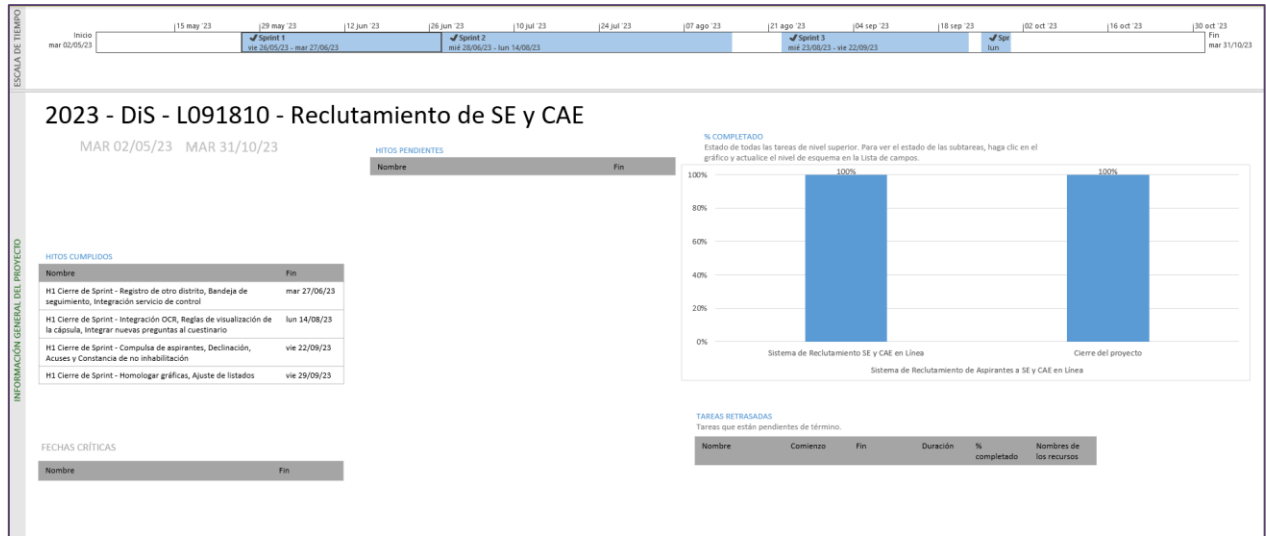 ESCALA DE TIEMPO
|15 may '23 |29 may '23 |12 jun '23 |26 jun '23 |10 jul '23 |24 jul '23 |07 ago '23 |21 ago '23 |04 sep '23 |18 sep '23 |02 oct '23 |16 oct '23 |30 oct '23
Inicio
mar 02/05/23
Sprint 1
vie 26/05/23 - mar 27/06/23
Sprint 2
mié 28/06/23 - lun 14/08/23
Sprint 3
mié 23/08/23 - vie 22/09/23
Spr
lun
Fin
mar 31/10/23
INFORMACIÓN GENERAL DEL PROYECTO
2023 - DiS - L091810 - Reclutamiento de SE y CAE
MAR 02/05/23 MAR 31/10/23
HITOS PENDIENTES
Nombre Fin
HITOS CUMPLIDOS
Nombre Fin
H1 Cierre de Sprint - Registro de otro distrito, Bandeja de mar 27/06/23
seguimiento, Integración servicio de control
H1 Cierre de Sprint - Integración OCR, Reglas de visualización de lun 14/08/23
la cápsula, Integrar nuevas preguntas al cuestinario
H1 Cierre de Sprint - Compulsa de aspirantes, Declinación, vie 22/09/23
Acuses y Constancia de no inhabilitación
H1 Cierre de Sprint - Homologar gráficas, Ajuste de listados vie 29/09/23
FECHAS CRÍTICAS
Nombre Fin
% COMPLETADO
Estado de todas las tareas de nivel superior. Para ver el estado de las subtareas, haga clic en el
gráfico y actualice el nivel de esquema en la Lista de campos.
100% 100%
100%
80%
60%
40%
20%
0%
Sistema de Reclutamiento SE y CAE en Línea Cierre del proyecto
Sistema de Reclutamiento de Aspirantes a SE y CAE en Línea
TAREAS RETRASADAS
Tareas que están pendientes de término.
Nombre Comienzo Fin Duración % Nombres de
completado los recursos